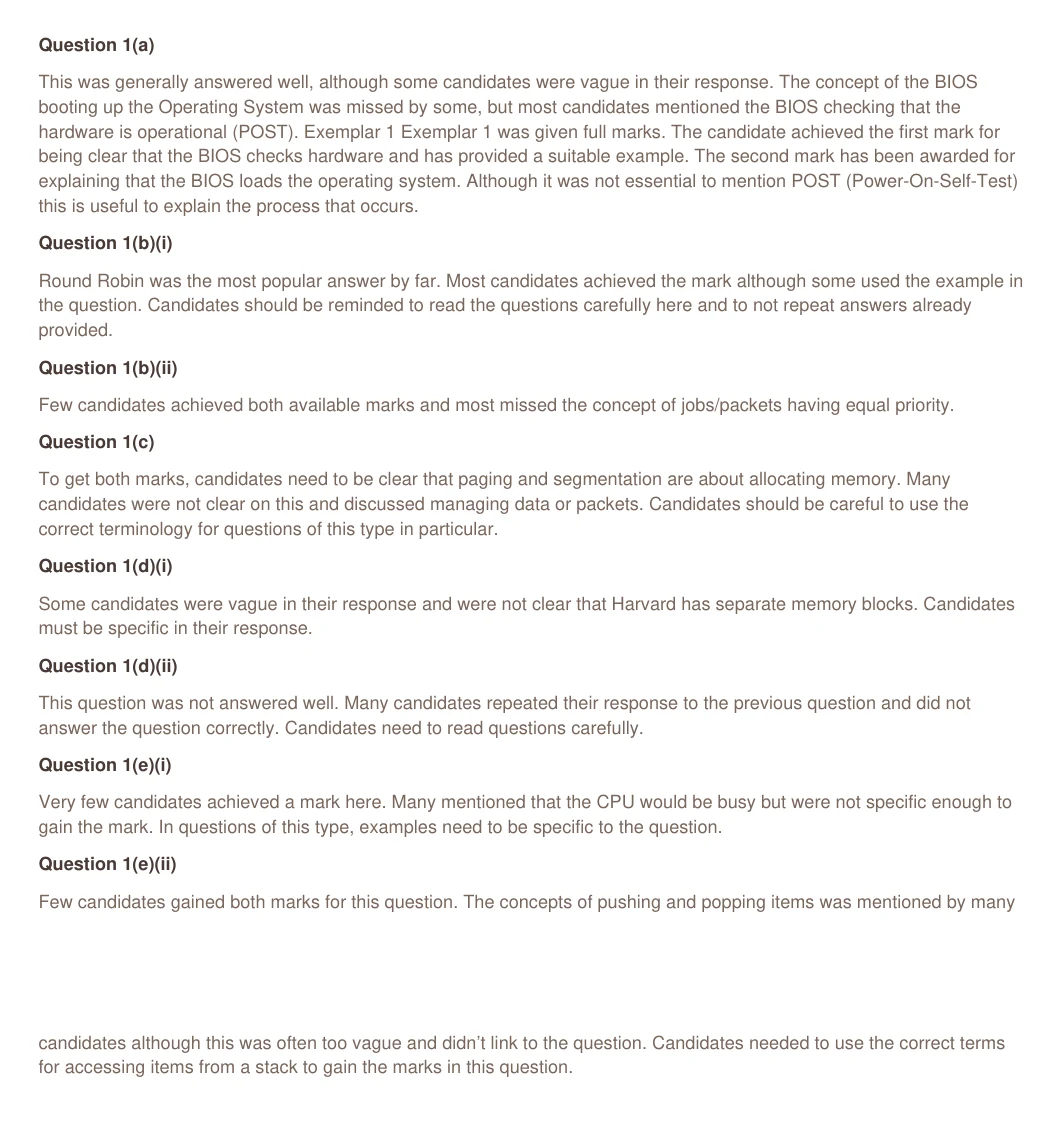 Question 1(a)
This was generally answered well, although some candidates were vague in their response. The concept of the BIOS
booting up the Operating System was missed by some, but most candidates mentioned the BIOS checking that the
hardware is operational (POST). Exemplar 1 Exemplar 1 was given full marks. The candidate achieved the first mark for
being clear that the BIOS checks hardware and has provided a suitable example. The second mark has been awarded for
explaining that the BIOS loads the operating system. Although it was not essential to mention POST (Power-On-Self-Test)
this is useful to explain the process that occurs.
Question 1(b)(i)
Round Robin was the most popular answer by far. Most candidates achieved the mark although some used the example in
the question. Candidates should be reminded to read the questions carefully here and to not repeat answers already
provided.
Question 1(b)(ii)
Few candidates achieved both available marks and most missed the concept of jobs/packets having equal priority.
Question 1(c)
To get both marks, candidates need to be clear that paging and segmentation are about allocating memory. Many
candidates were not clear on this and discussed managing data or packets. Candidates should be careful to use the
correct terminology for questions of this type in particular.
Question 1(d)(i)
Some candidates were vague in their response and were not clear that Harvard has separate memory blocks. Candidates
must be specific in their response.
Question 1(d)(ii)
This question was not answered well. Many candidates repeated their response to the previous question and did not
answer the question correctly. Candidates need to read questions carefully.
Question 1(e)(i)
Very few candidates achieved a mark here. Many mentioned that the CPU would be busy but were not specific enough to
gain the mark. In questions of this type, examples need to be specific to the question.
Question 1(e)(ii)
Few candidates gained both marks for this question. The concepts of pushing and popping items was mentioned by many
candidates although this was often too vague and didn't link to the question. Candidates needed to use the correct terms
for accessing items from a stack to gain the marks in this question.